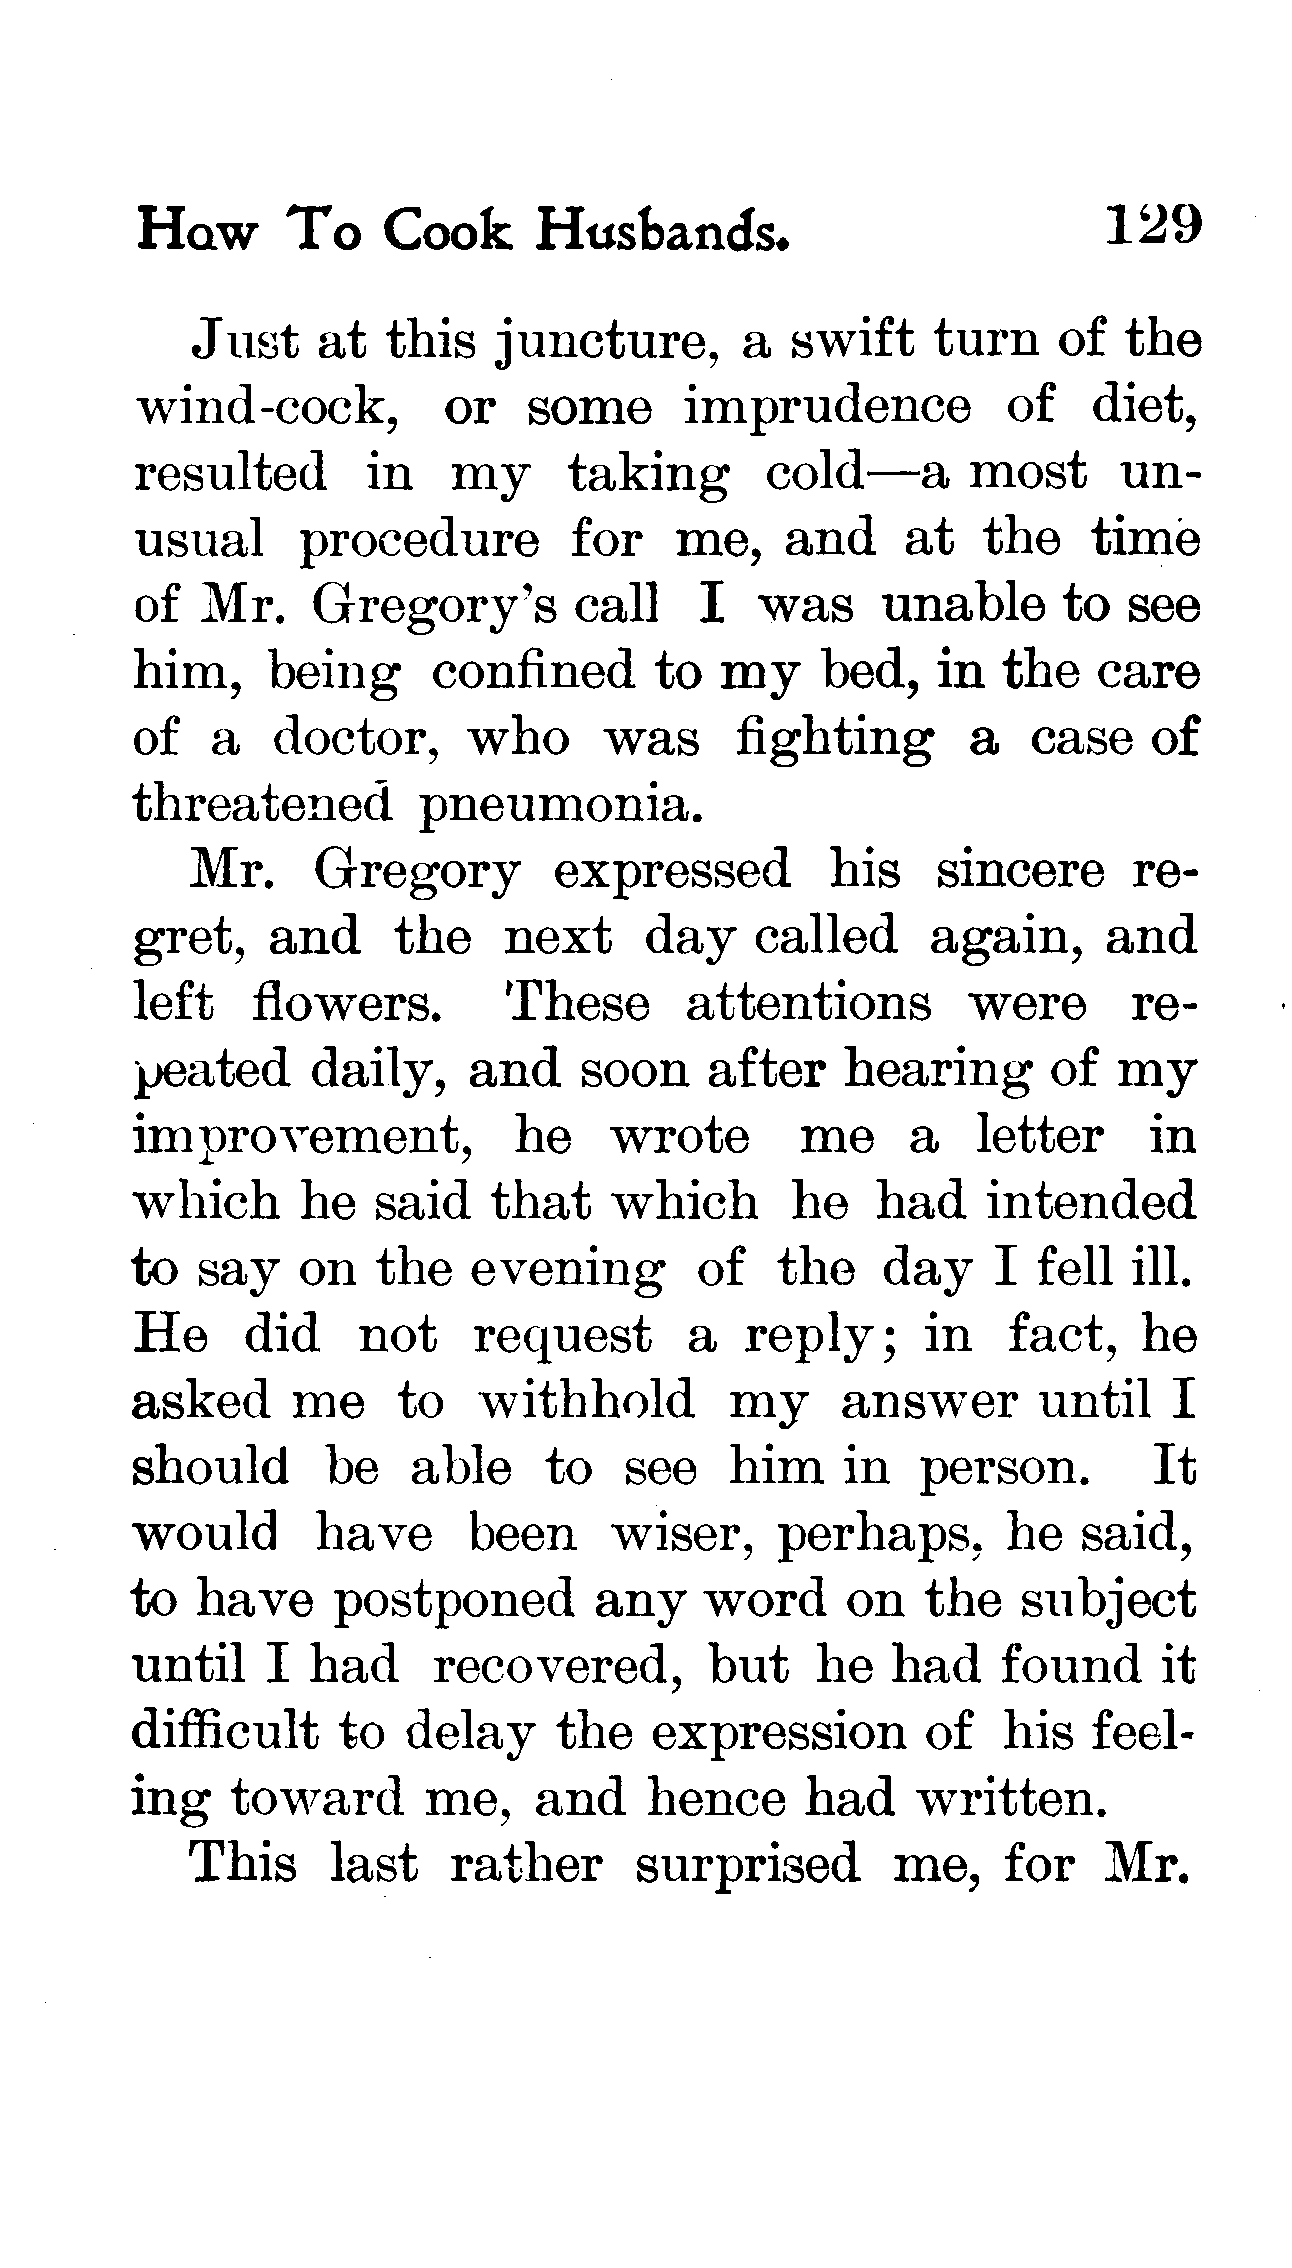 How To Cook Husbands. 129
Just at this juncture, a swift turn of the
wind-cock, or some imprudence of diet,
resulted in my taking cold—a most un-
usual procedure for me, and at the time
of Mr. Gregory's call I was unable to see
him, being confined to my bed, in the care
of a doctor, who was fighting a case of
threatened pneumonia.
Mr. Gregory expressed his sincere re-
gret, and the next day called again, and
left flowers. These attentions were re-
peated daily, and soon after hearing of my
improvement, he wrote me a letter in
which he said that which he had intended
to say on the evening of the day I fell ill.
He did not request a reply; in fact, he
asked me to withhold my answer until I
should be able to see him in person. It
would have been wiser, perhaps, he said,
to have postponed any word on the subject
until I had recovered, but he had found it
difficult to delay the expression of his feel-
ing toward me, and hence had written.
This last rather surprised me, for Mr.